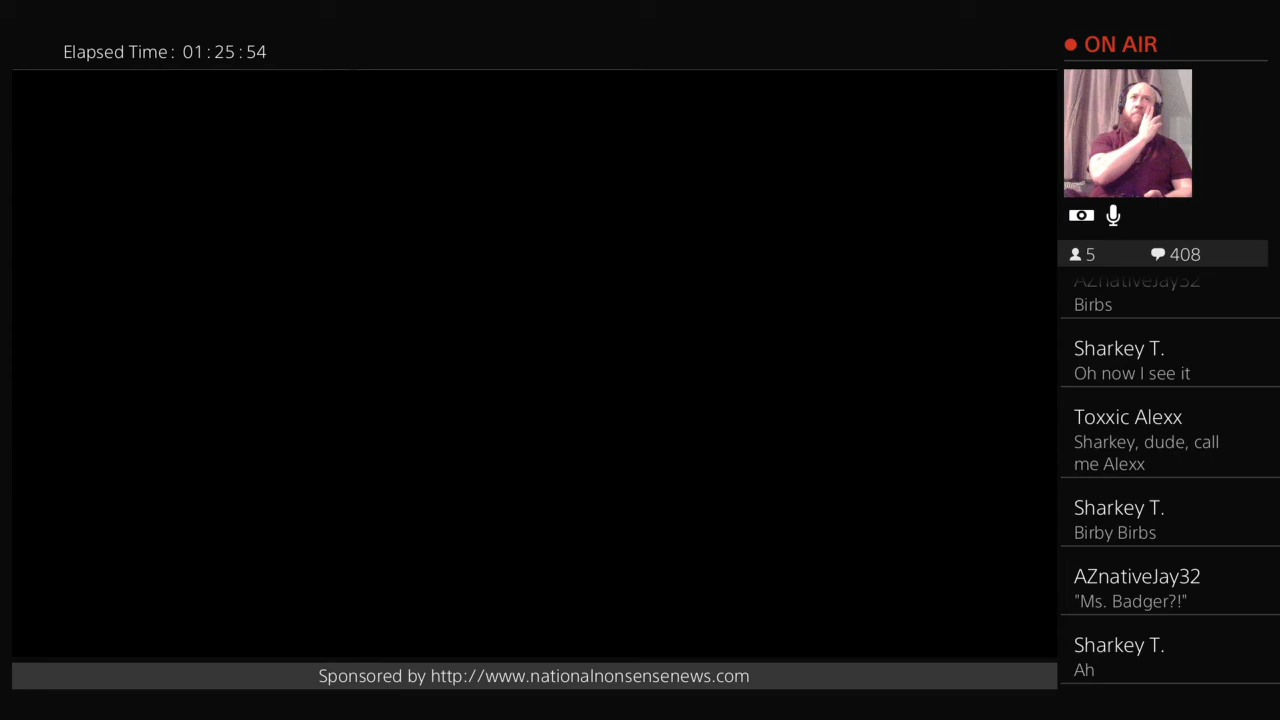 Elapsed Time: 01:25:54
ON AIR
5 408
AZnativeJay32
Birbs
Sharkey T.
Oh now I see it
Toxxic Alexx
Sharkey, dude, call
me Alexx
Sharkey T.
Birby Birbs
AZnativeJay32
"Ms. Badger?!"
Sharkey T.
Ah
Sponsored by http://www.nationalnonsensenews.com